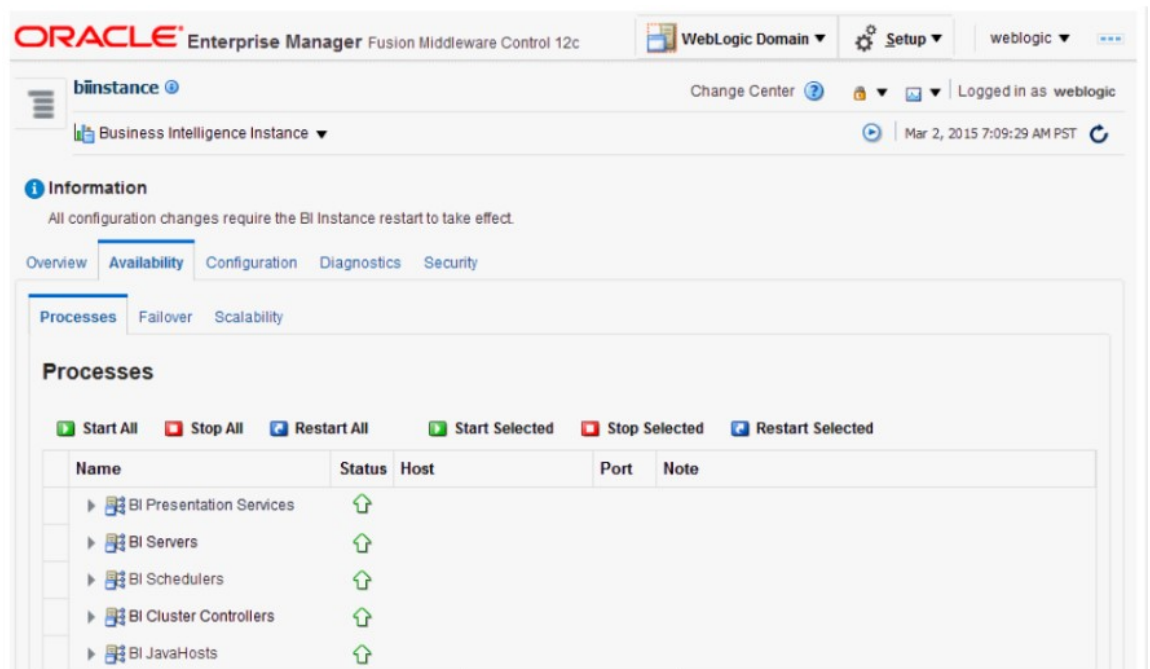 ORACLE Enterprise Manager Fusion Middleware Control 12c WebLogic Domain Setup weblogic
biinstance Change Center Logged in as weblogic
Business Intelligence Instance Mar 2, 2015 7:09:29 AM PST
Information
All configuration changes require the BI Instance restart to take effect.
Overview Availability Configuration Diagnostics Security
Processes Failover Scalability
Processes
Start All Stop All Restart All Start Selected Stop Selected Restart Selected
Name Status Host Port Note
BI Presentation Services
BI Servers
BI Schedulers
BI Cluster Controllers
BI JavaHosts